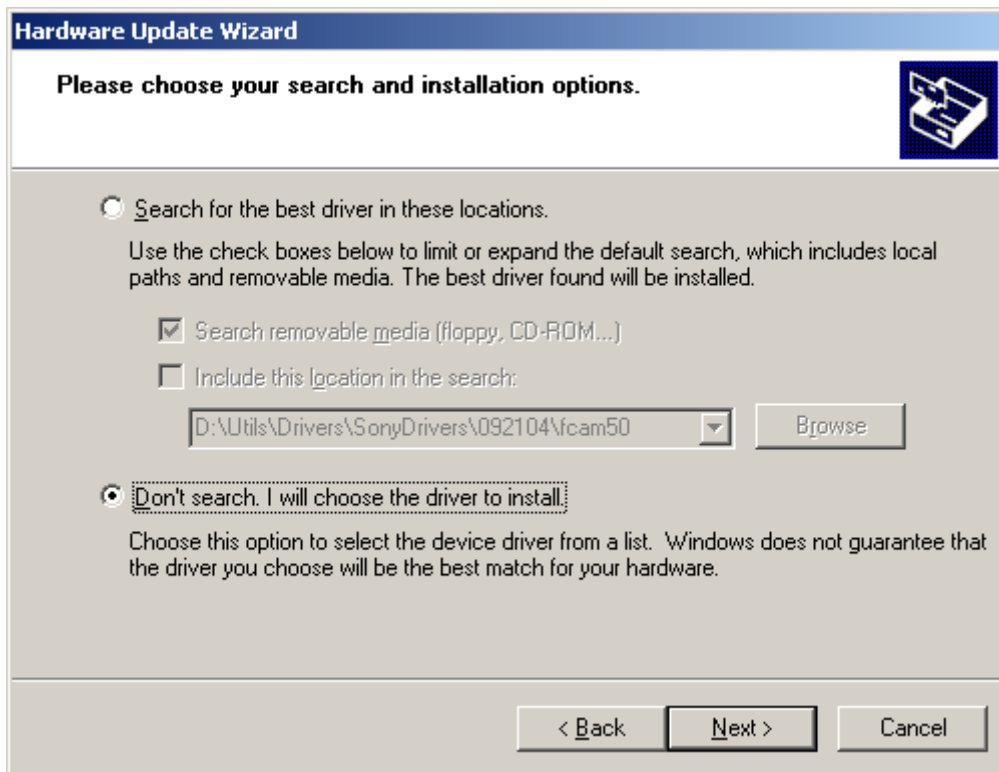 Hardware Update Wizard
Please choose your search and installation options.
Search for the best driver in these locations.
Use the check boxes below to limit or expand the default search, which includes local
paths and removable media. The best driver found will be installed.
Search removable media (floppy, CD-ROM...)
Include this location in the search:
D:\Utils\Drivers\SonyDrivers\092104\fcam50
Browse
Don't search. I will choose the driver to install.
Choose this option to select the device driver from a list. Windows does not guarantee that
the driver you choose will be the best match for your hardware.
< Back
Next >
Cancel